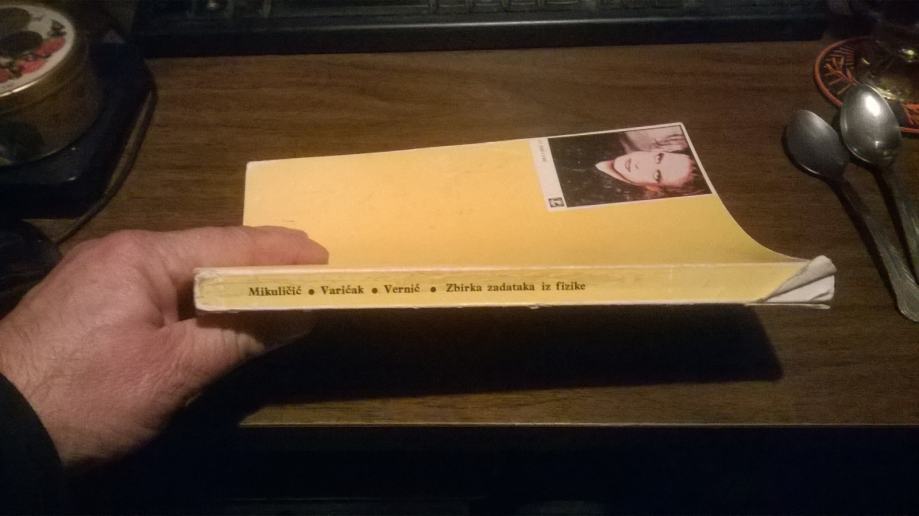 Mikuličić ● Varićak ● Vernić ● Zbirka zadataka iz fizike